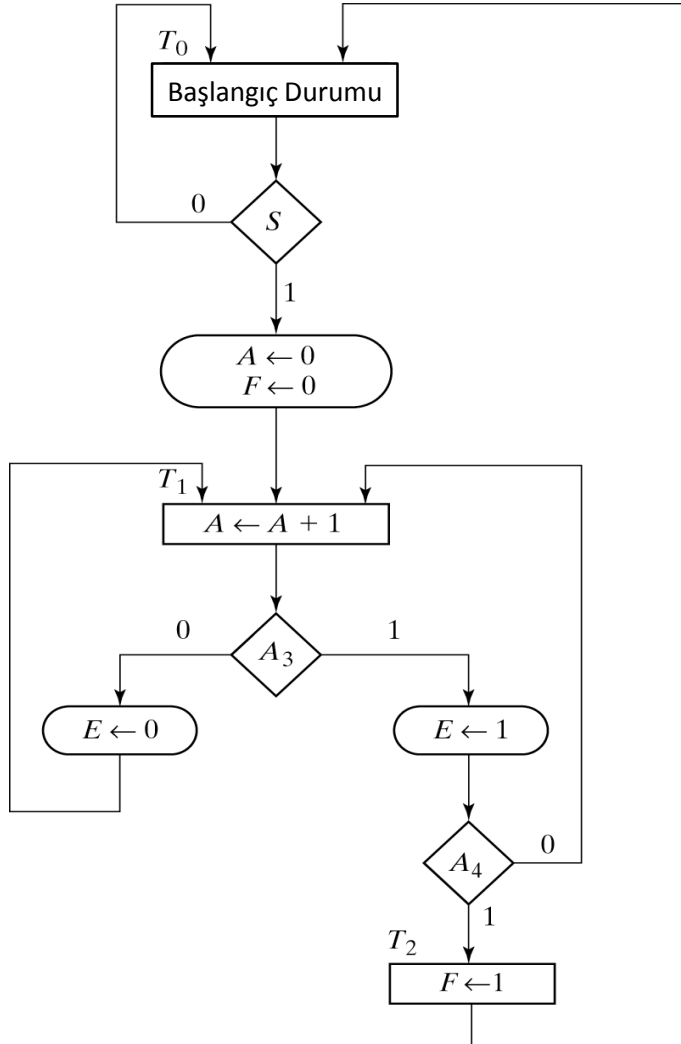 T₀
Başlangıç Durumu
0
S
1
A ← 0
F ← 0
T₁
A ← A + 1
0
A₃
1
E ← 0
E ← 1
A₄
0
1
T₂
F ←1